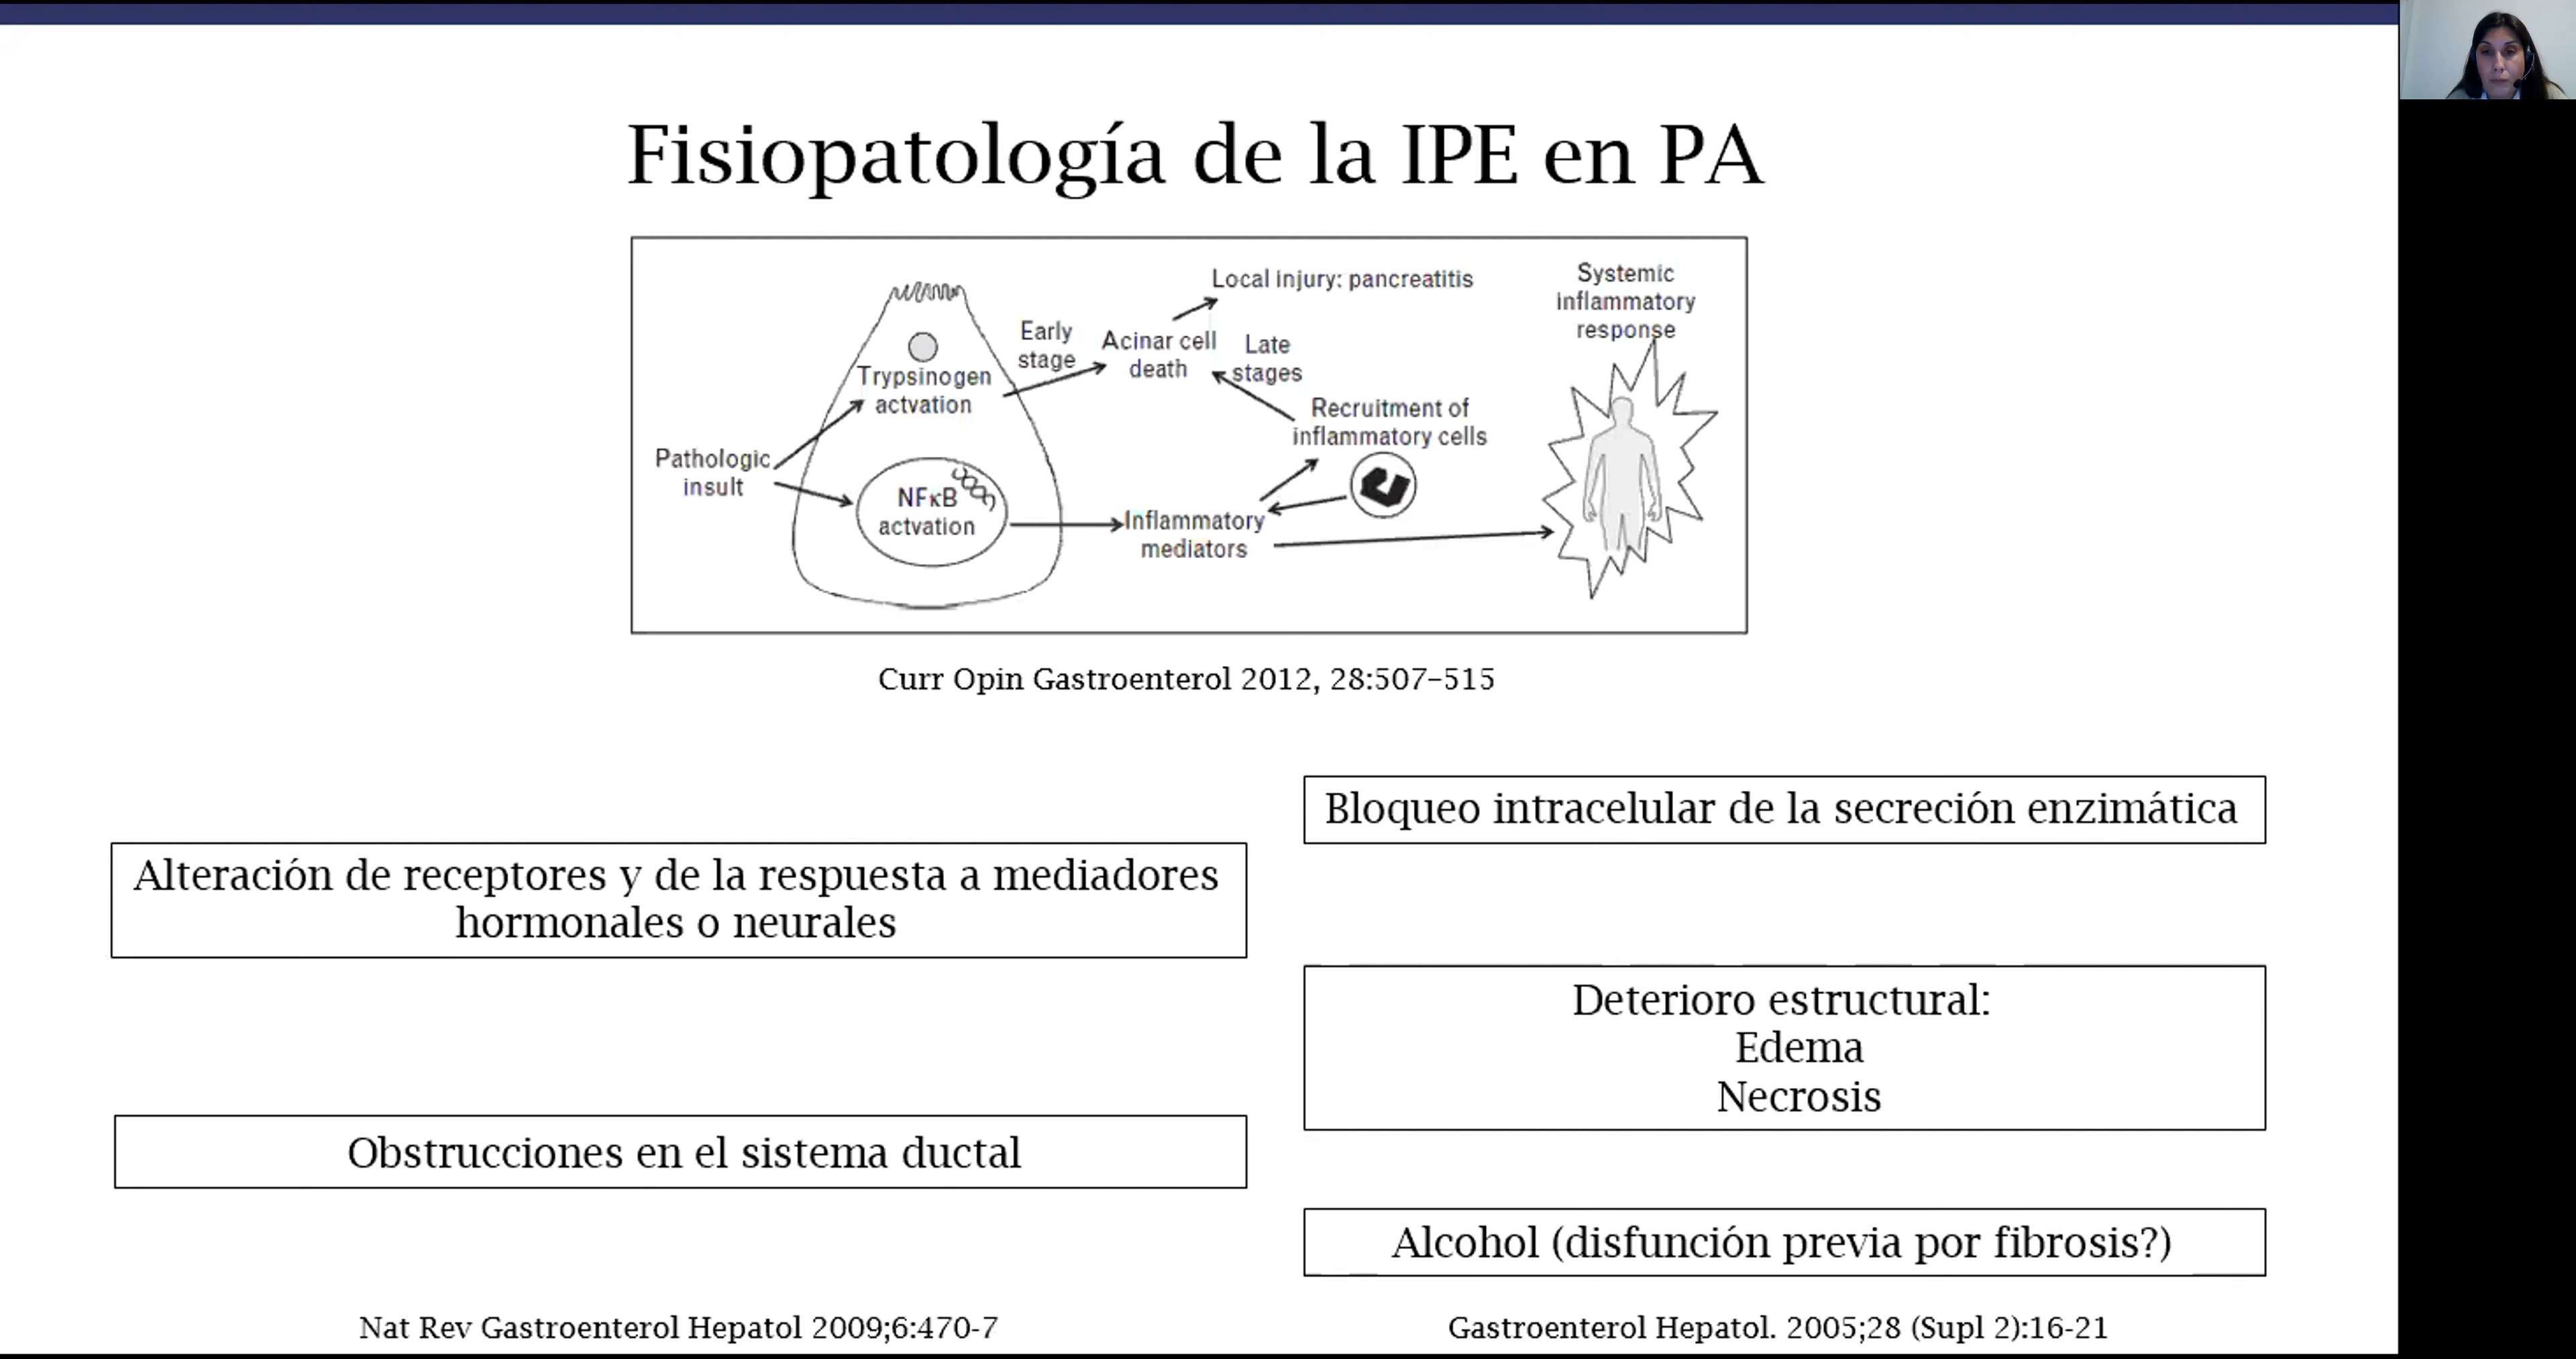 Fisiopatología de la IPE en PA
Local injury: pancreatitis
Systemic
inflammatory
response
Early
stage
Acinar cell
death
Late
stages
Trypsinogen
actvation
Recruitment of
inflammatory cells
Pathologic
insult
NFκB
actvation
Inflammatory
mediators
Curr Opin Gastroenterol 2012, 28:507–515
Bloqueo intracelular de la secreción enzimática
Alteración de receptores y de la respuesta a mediadores
hormonales o neurales
Deterioro estructural:
Edema
Necrosis
Obstrucciones en el sistema ductal
Alcohol (disfunción previa por fibrosis?)
Nat Rev Gastroenterol Hepatol 2009;6:470-7
Gastroenterol Hepatol. 2005;28 (Supl 2):16-21